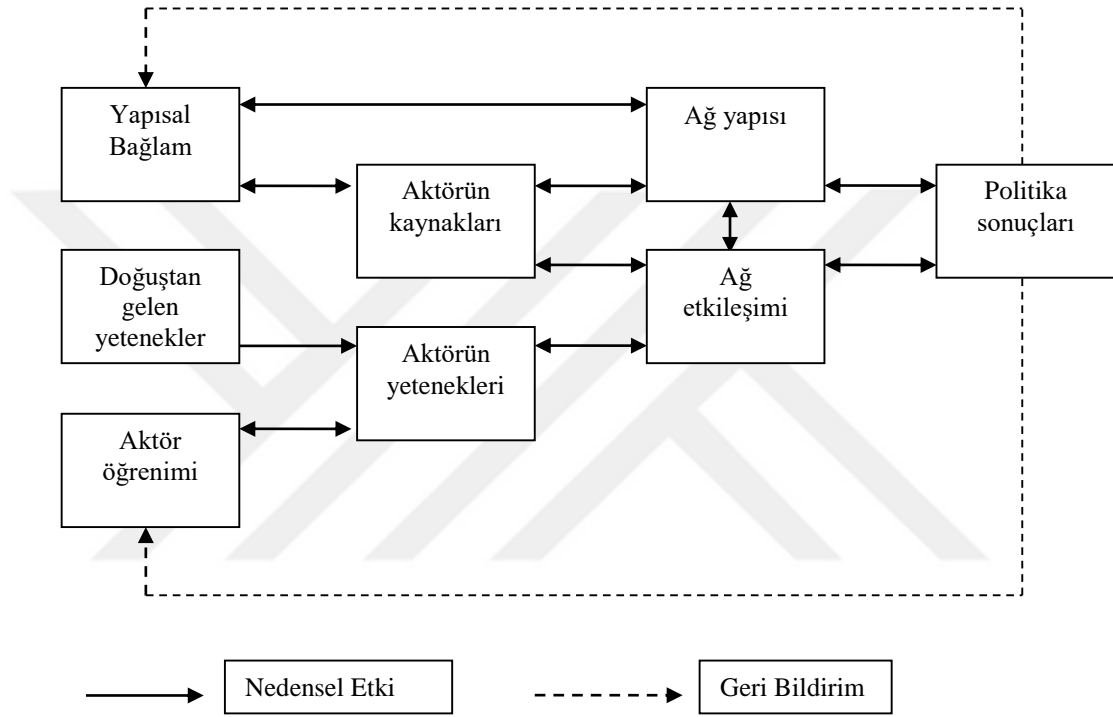 Yapısal
Bağlam
Ağ yapısı
Aktörün
kaynakları
Politika
sonuçları
Doğuştan
gelen
yetenekler
Ağ
etkileşimi
Aktörün
yetenekleri
Aktör
öğrenimi
Nedensel Etki
Geri Bildirim